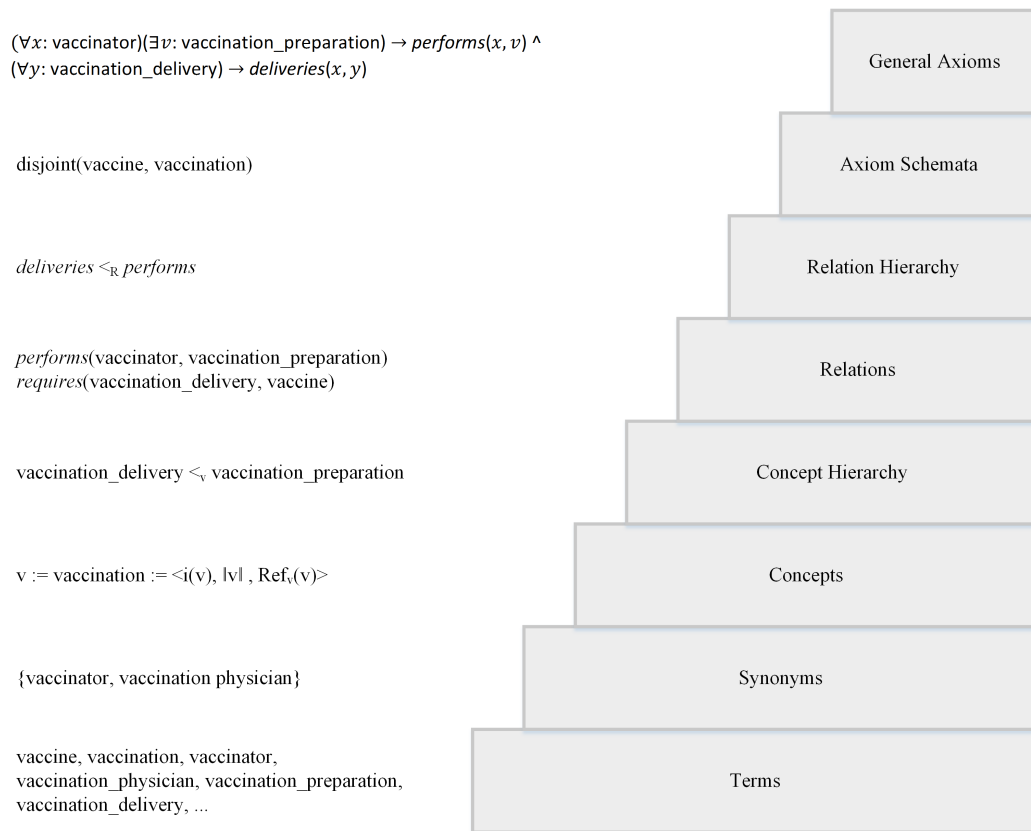 (∀x: vaccinator)(∃v: vaccination_preparation) → performs(x, v) ^
(∀y: vaccination_delivery) → deliveries(x, y)
General Axioms
disjoint(vaccine, vaccination)
Axiom Schemata
deliveries <R performs
Relation Hierarchy
performs(vaccinator, vaccination_preparation)
requires(vaccination_delivery, vaccine)
Relations
vaccination_delivery <v vaccination_preparation
Concept Hierarchy
v := vaccination := <i(v), ‖v‖ , Refv(v)>
Concepts
{vaccinator, vaccination physician}
Synonyms
vaccine, vaccination, vaccinator,
vaccination_physician, vaccination_preparation,
vaccination_delivery, ...
Terms